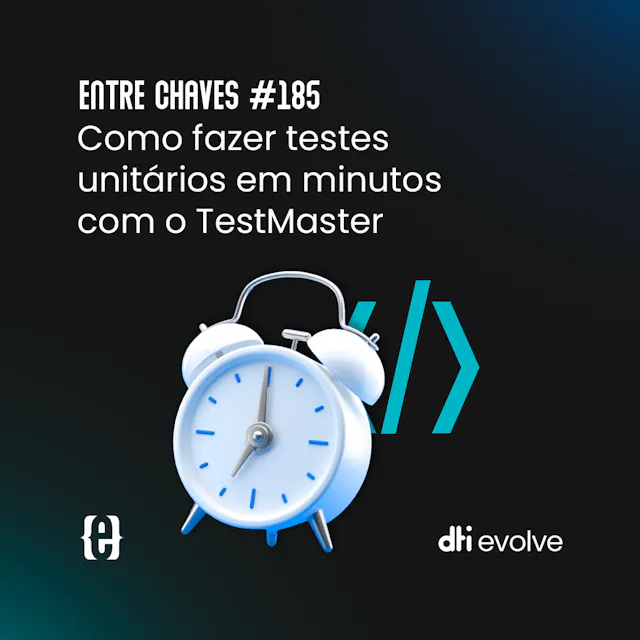 ENTRE CHAVES #185
Como fazer testes
unitários em minutos
com o TestMaster
</>
{e}
dti evolve